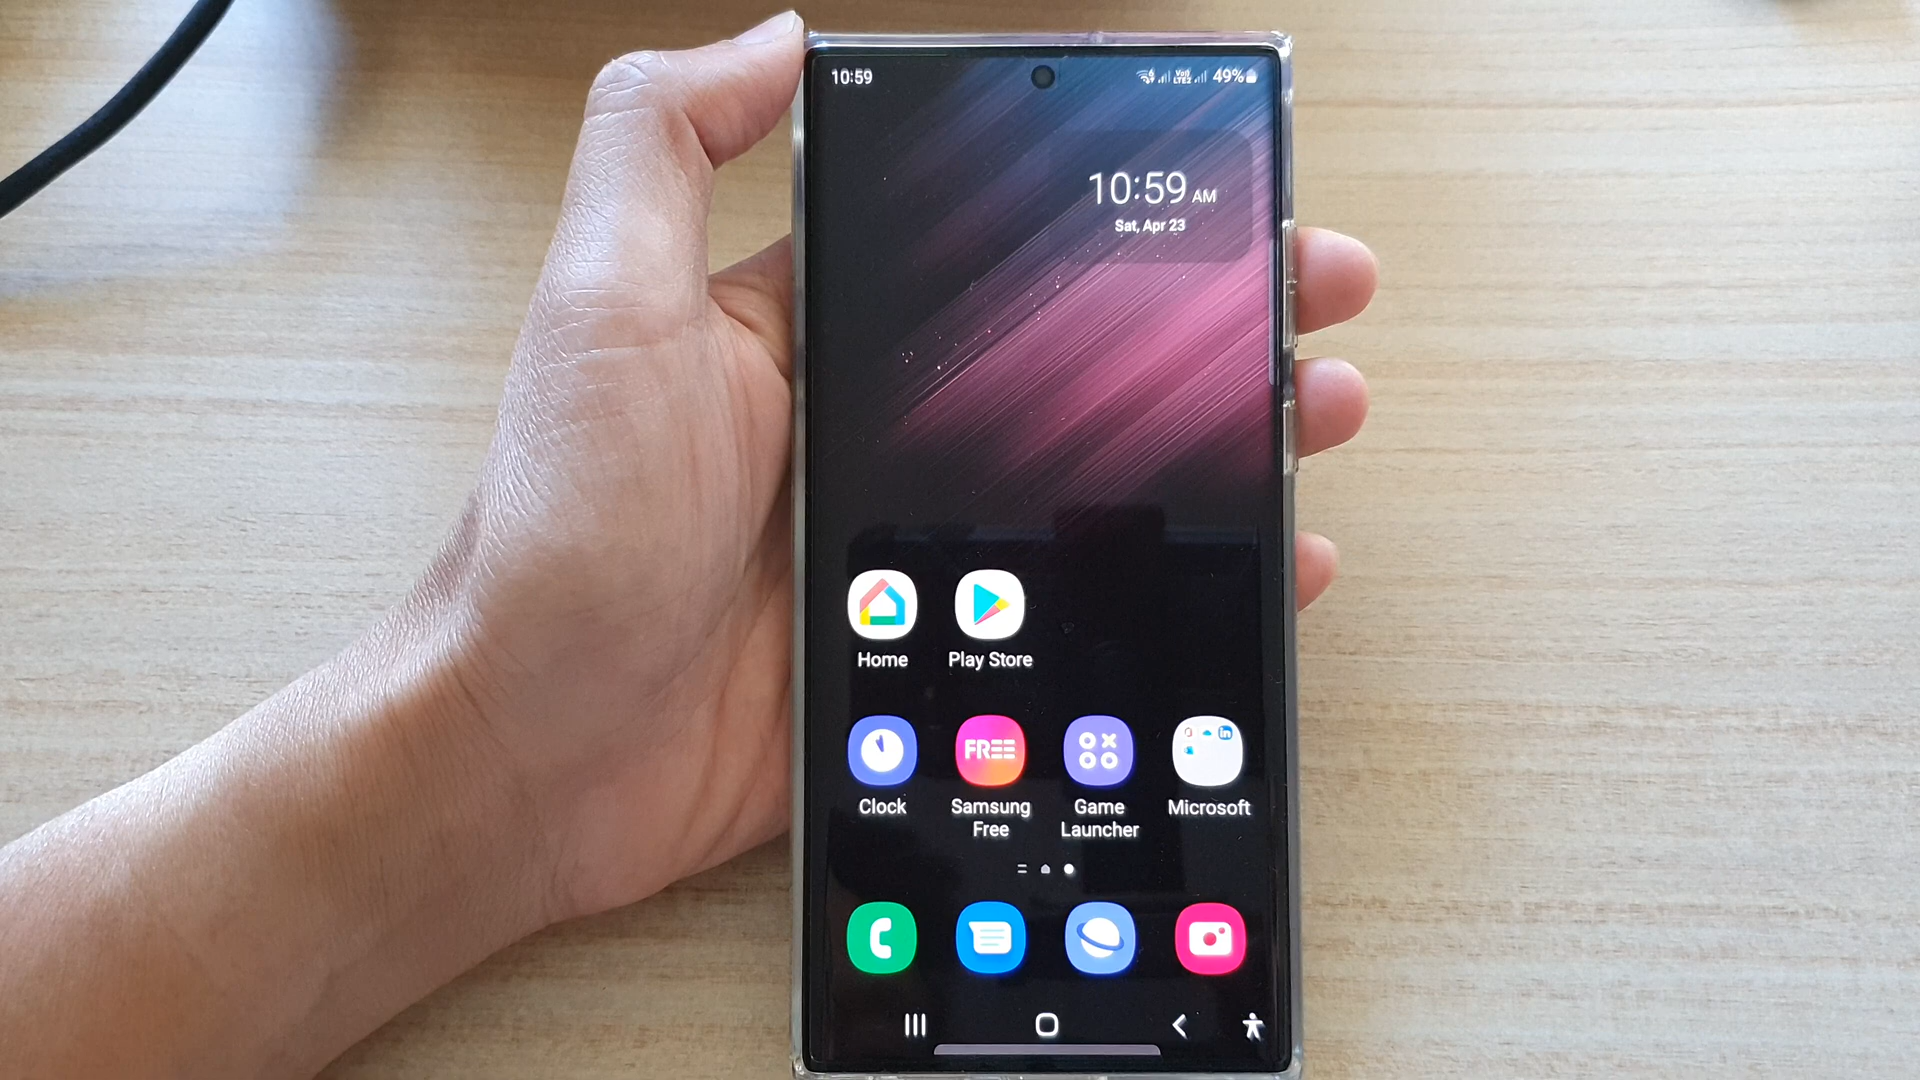 10:59
49%
10:59 AM
Sat, Apr 23
Home
Play Store
FREE
in
Clock
Samsung
Free
Game
Launcher
Microsoft